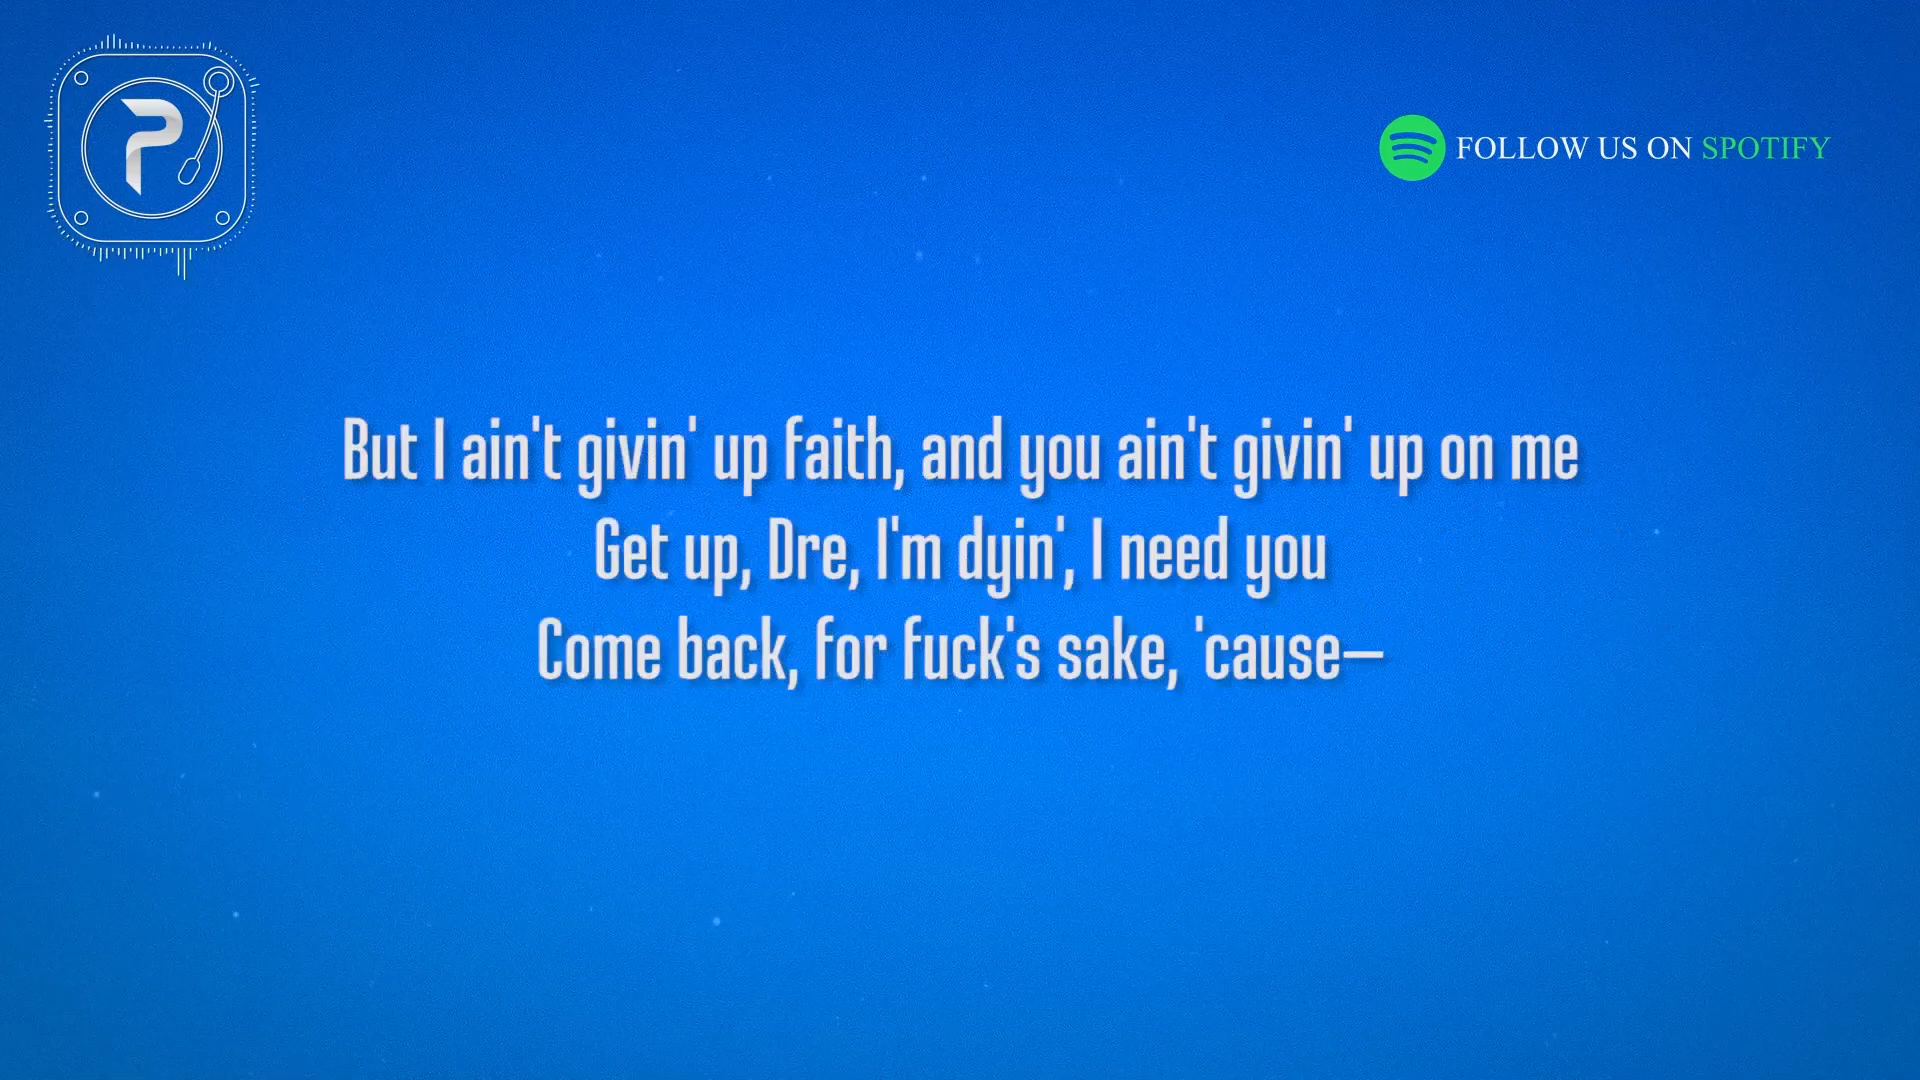 P
FOLLOW US ON SPOTIFY
But I ain't givin' up faith, and you ain't givin' up on me
Get up, Dre, I'm dyin', I need you
Come back, for fuck's sake, 'cause—